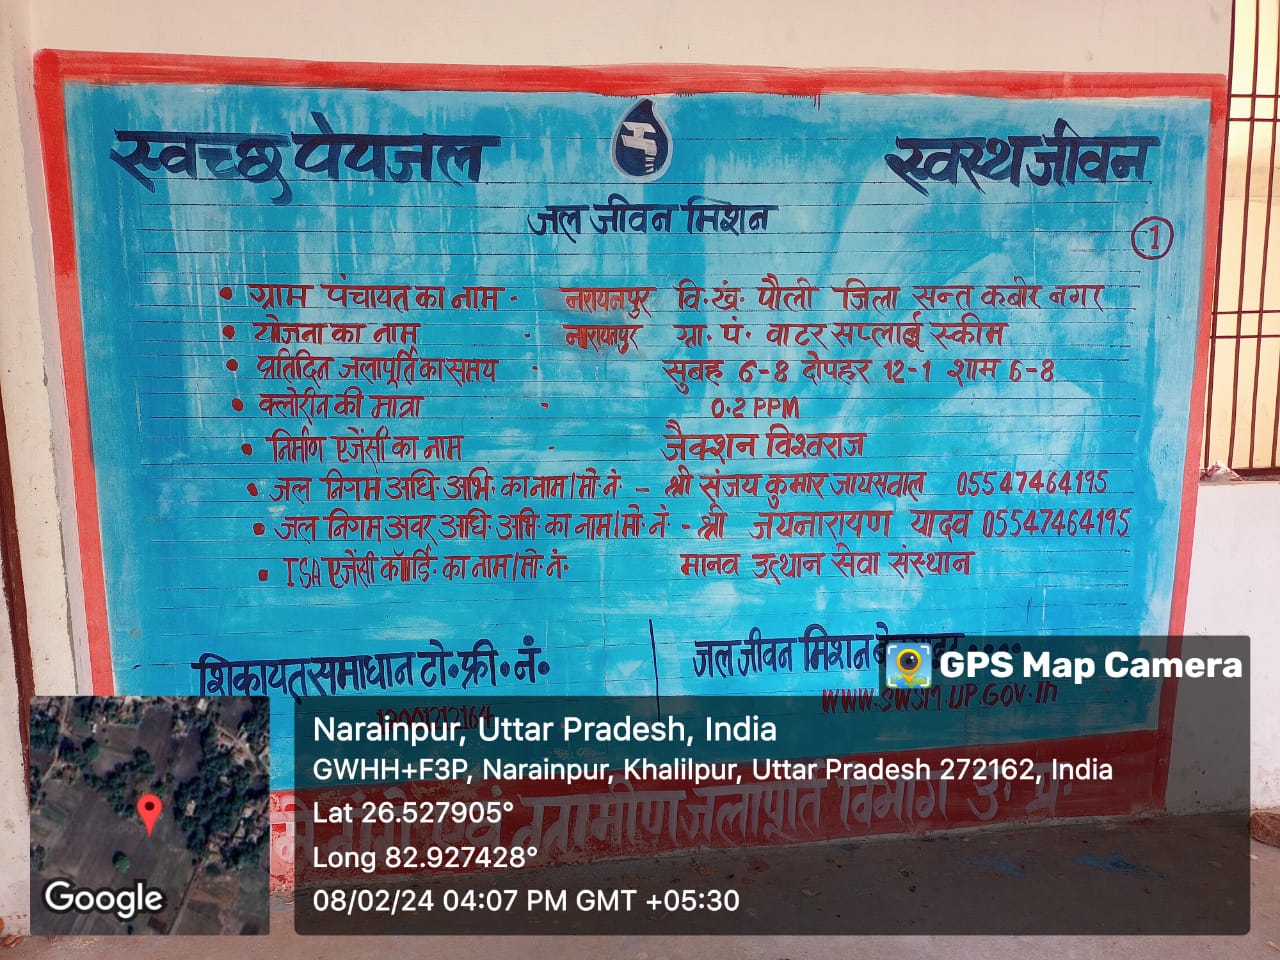 स्वच्छ पेयजल स्वस्थ जीवन
जल जीवन मिशन
1
• ग्राम पंचायत का नाम - नरायनपुर वि.खं. पौली जिला सन्त कबीर नगर
• योजना का नाम - नारायनपुर ग्रा. पं. वाटर सप्लाई स्कीम
• प्रतिदिन जलापूर्ति का समय - सुबह 6-8 दोपहर 12-1 शाम 6-8
• क्लोरीन की मात्रा - 0.2 PPM
• निर्माण एजेंसी का नाम - जैक्शन विश्वराज
• जल निगम अधि. अभि. का नाम/मो.नं. - श्री संजय कुमार जायसवाल 05547464195
• जल निगम अवर अधि. अभि. का नाम/मो. नं. - श्री जयनारायण यादव 05547464195
• ISA एजेंसी कॉर्डि. का नाम/मो. नं. मानव उत्थान सेवा संस्थान
शिकायत समाधान टो. फ्री. नं. जल जीवन मिशन
WWW.SWSM.UP.GOV.in
ग्रामीण जलापूर्ति विभाग उ. प्र.
GPS Map Camera
Narainpur, Uttar Pradesh, India
GWHH+F3P, Narainpur, Khalilpur, Uttar Pradesh 272162, India
Lat 26.527905°
Long 82.927428°
08/02/24 04:07 PM GMT +05:30
Google